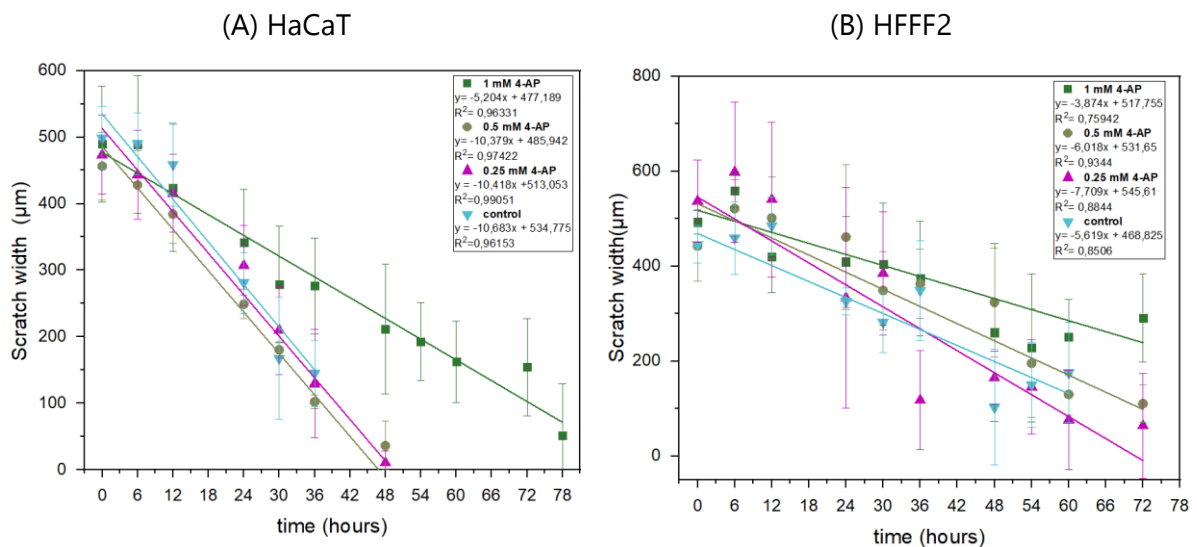 (A) HaCaT
600
500
400
300
200
100
0
Scratch width (µm)
0 6 12 18 24 30 36 42 48 54 60 66 72 78
time (hours)
1 mM 4-AP
y= -5,204x + 477,189
R²= 0,96331
0.5 mM 4-AP
y= -10,379x + 485,942
R²= 0,97422
0.25 mM 4-AP
y= -10,418x +513,053
R²=0,99051
control
y= -10,683x + 534,775
R²=0,96153
(B) HFFF2
800
600
400
200
0
Scratch width(µm)
0 6 12 18 24 30 36 42 48 54 60 66 72 78
time (hours)
1 mM 4-AP
y= -3,874x + 517,755
R²= 0,75942
0.5 mM 4-AP
y= -6,018x + 531,65
R²= 0,9344
0.25 mM 4-AP
y= -7,709x + 545,61
R²= 0,8844
control
y= -5,619x + 468,825
R²= 0,8506